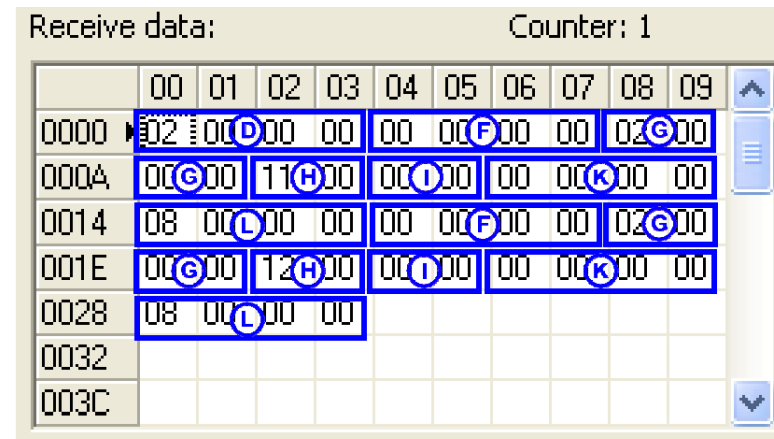 Receive data: Counter: 1
00 01 02 03 04 05 06 07 08 09
0000 02 00 D 00 00 00 00 F 00 00 02 G 00
000A 00 G 00 11 H 00 00 I 00 00 00 K 00 00
0014 08 00 L 00 00 00 00 F 00 00 02 G 00
001E 00 G 00 12 H 00 00 I 00 00 00 K 00 00
0028 08 00 L 00 00
0032
003C